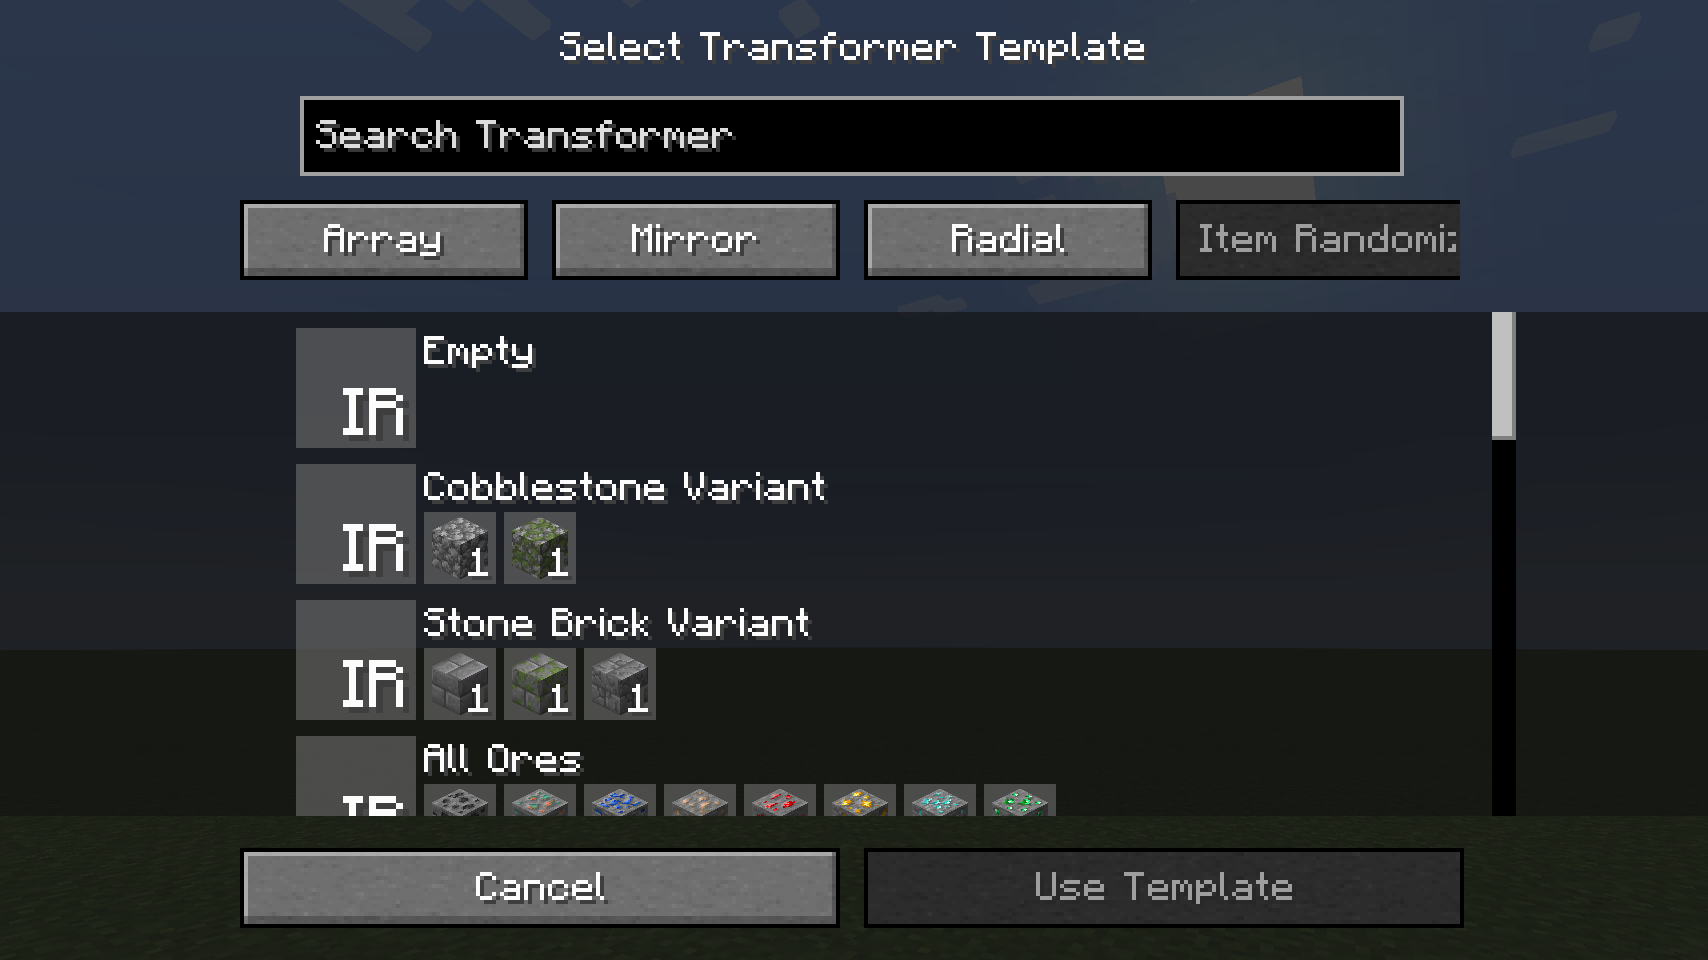 Select Transformer Template
Search Transformer
Array Mirror Radial Item Randomi
Empty
IR
Cobblestone Variant
IR 1 1
Stone Brick Variant
IR 1 1 1
All Ores
IR
Cancel Use Template